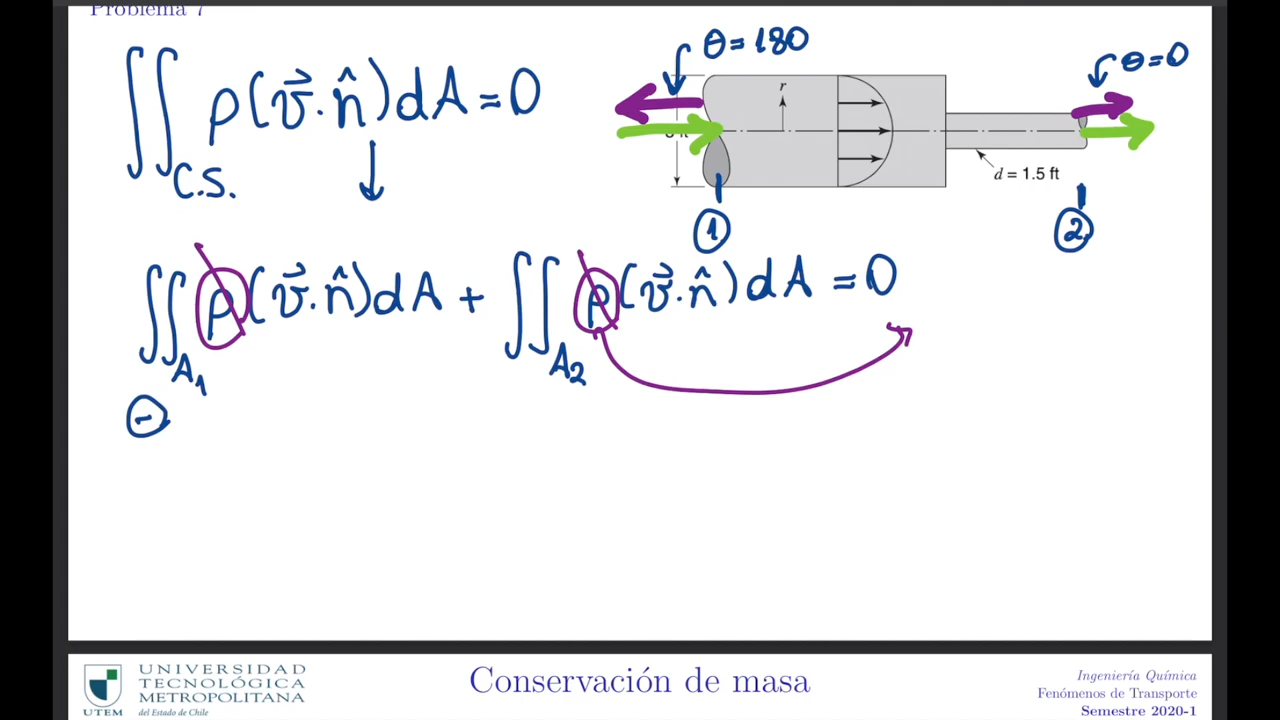 Problema 7
∬_{C.S.} ρ(v⃗·n̂)dA=0
θ=180
θ=0
r
d = 1.5 ft
1
2
∬_{A1} ρ(v⃗·n̂)dA + ∬_{A2} ρ(v⃗·n̂)dA = 0
−
UNIVERSIDAD
TECNOLÓGICA
METROPOLITANA
UTEM
del Estado de Chile
Conservación de masa
Ingeniería Química
Fenómenos de Transporte
Semestre 2020-1